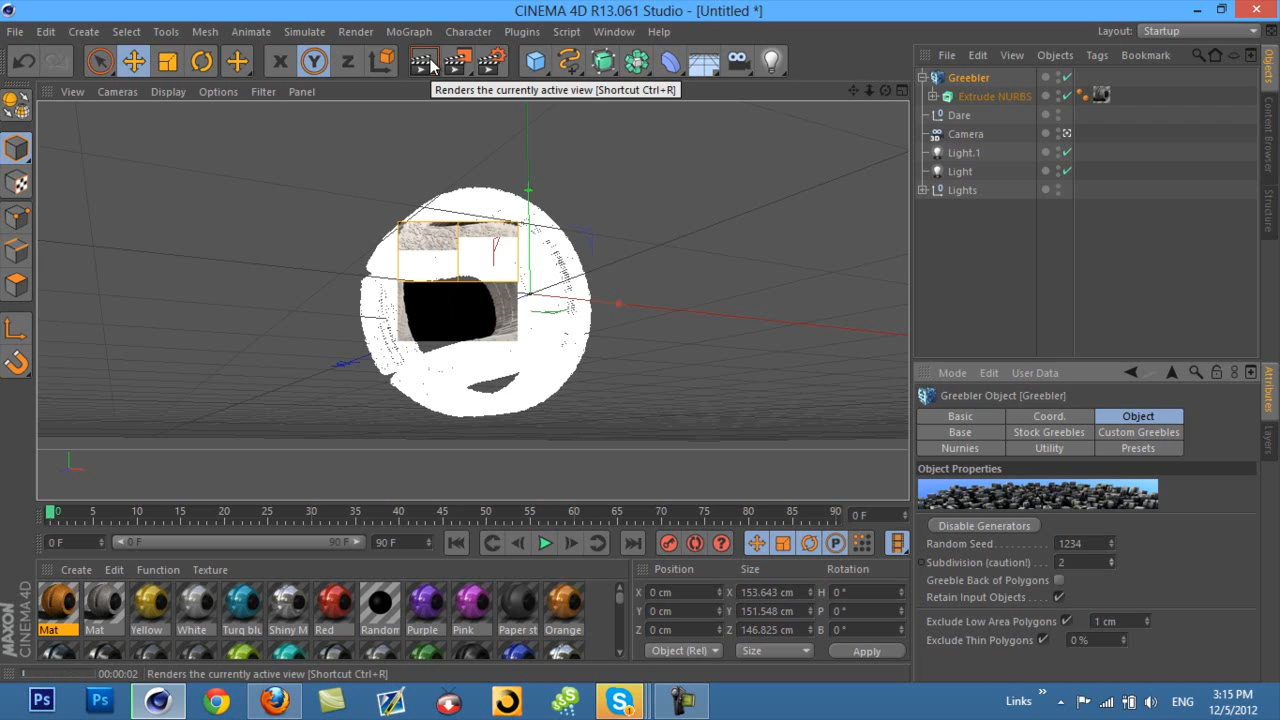 CINEMA 4D R13.061 Studio - [Untitled *]
File Edit Create Select Tools Mesh Animate Simulate Render MoGraph Character Plugins Script Window Help
Layout: Startup
X Y Z
File Edit View Objects Tags Bookmark
View Cameras Display Options Filter Panel
Renders the currently active view [Shortcut Ctrl+R]
Greebler
Extrude NURBS
Dare
Camera
Light.1
Light
Lights
Objects
Content Browser
Structure
Mode Edit User Data
Attributes
Layers
Greebler Object [Greebler]
Basic Coord. Object
Base Stock Greebles Custom Greebles
Nurnies Utility Presets
Object Properties
Disable Generators
Random Seed 1234
Subdivision (caution!) 2
Greeble Back of Polygons
Retain Input Objects
Exclude Low Area Polygons 1 cm
Exclude Thin Polygons 0 %
0 5 10 15 20 25 30 35 40 45 50 55 60 65 70 75 80 85 90 0 F
0 F 0 F 90 F 90 F
Create Edit Function Texture
Position Size Rotation
X 0 cm X 153.643 cm H 0 °
Y 0 cm Y 151.548 cm P 0 °
Z 0 cm Z 146.825 cm B 0 °
Object (Rel) Size Apply
Mat Mat Yellow White Turq blu Shiny M Red Random Purple Pink Paper st Orange
MAXON CINEMA 4D
00:00:02 Renders the currently active view [Shortcut Ctrl+R]
Ps Ps Links ENG 3:15 PM
12/5/2012